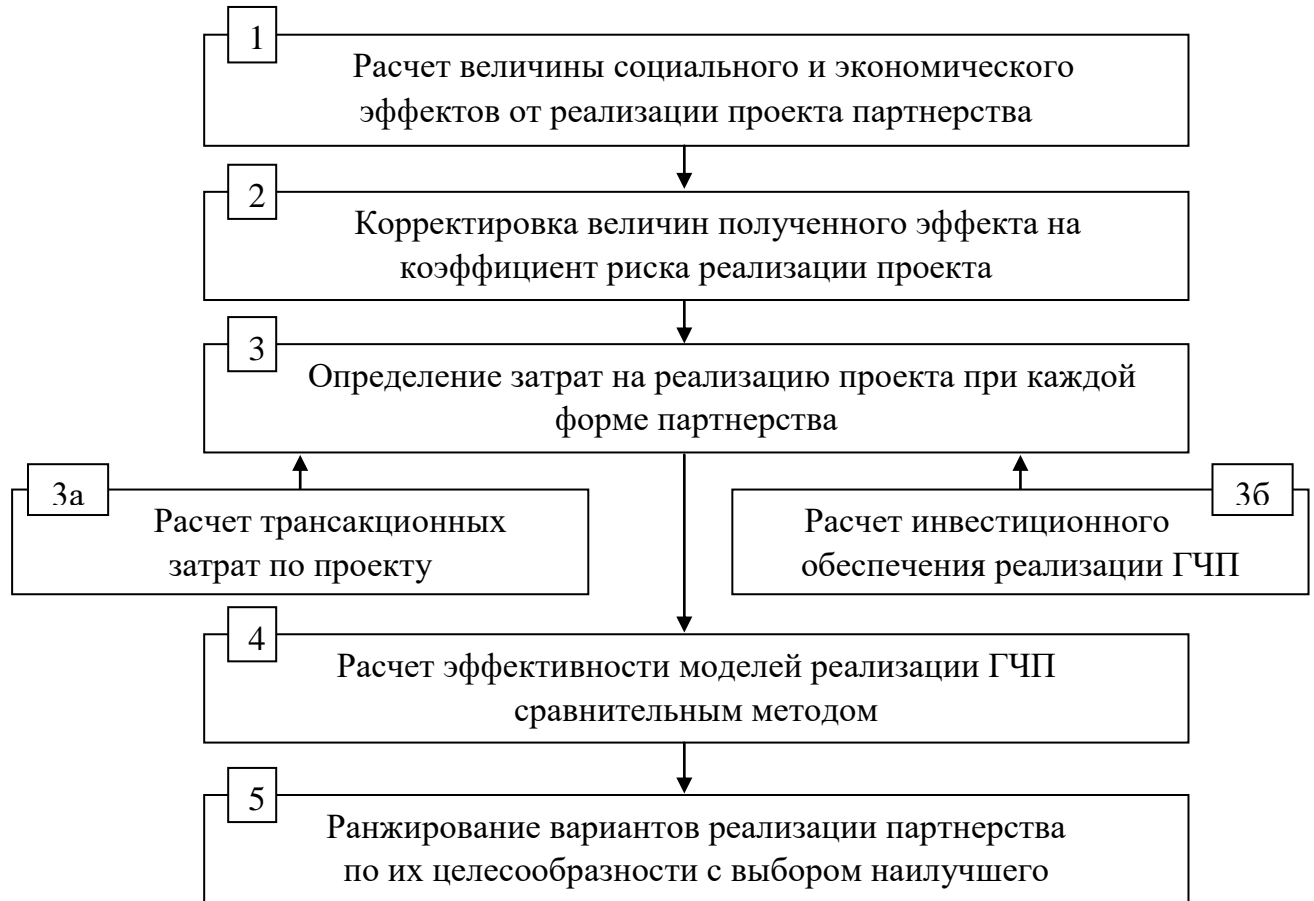 1
Расчет величины социального и экономического
эффектов от реализации проекта партнерства
2
Корректировка величин полученного эффекта на
коэффициент риска реализации проекта
3
Определение затрат на реализацию проекта при каждой
форме партнерства
3а
Расчет трансакционных
затрат по проекту
3б
Расчет инвестиционного
обеспечения реализации ГЧП
4
Расчет эффективности моделей реализации ГЧП
сравнительным методом
5
Ранжирование вариантов реализации партнерства
по их целесообразности с выбором наилучшего